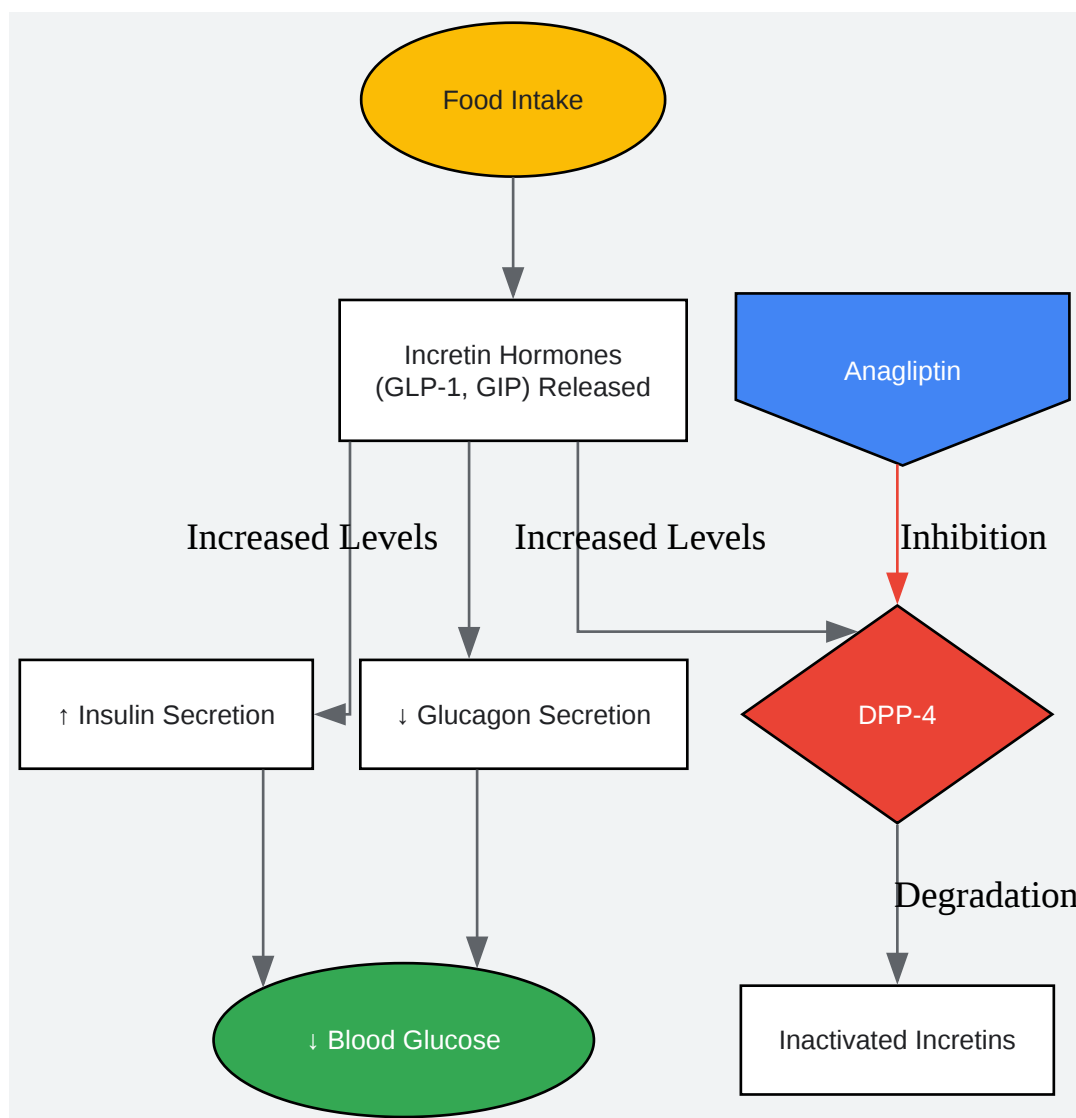 Food Intake
Incretin Hormones
(GLP-1, GIP) Released
Anagliptin
Increased Levels
Increased Levels
Inhibition
↑ Insulin Secretion
↓ Glucagon Secretion
DPP-4
Degradation
↓ Blood Glucose
Inactivated Incretins